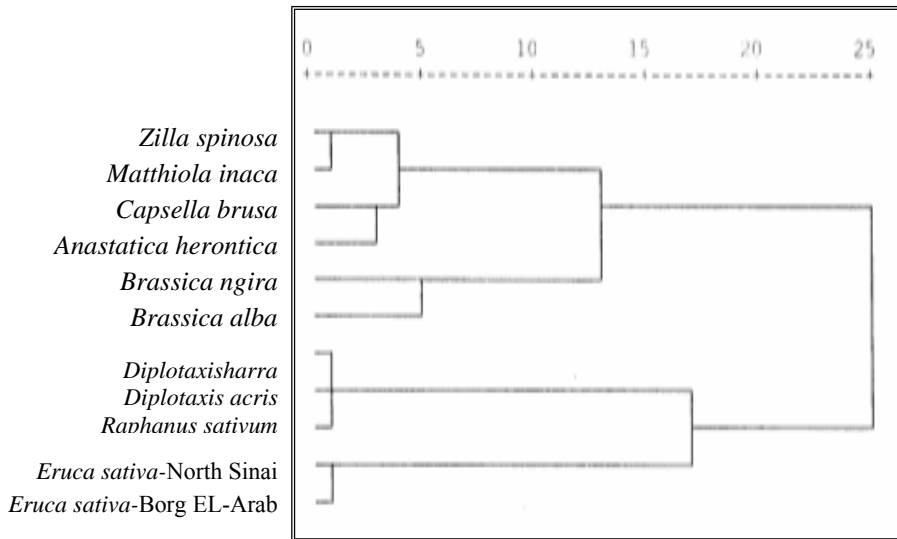 0 5 10 15 20 25
Zilla spinosa
Matthiola inaca
Capsella brusa
Anastatica herontica
Brassica ngira
Brassica alba
Diplotaxisharra
Diplotaxis acris
Raphanus sativum
Eruca sativa-North Sinai
Eruca sativa-Borg EL-Arab